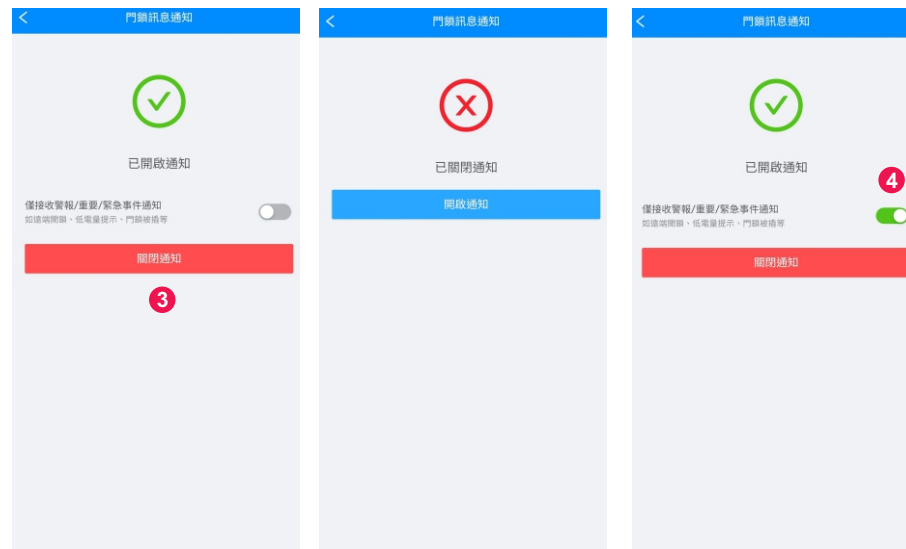 門鎖訊息通知
已開啟通知
僅接收警報/重要/緊急事件通知
如遠端開鎖、低電量提示、門鎖被撬等
關閉通知
3
門鎖訊息通知
已關閉通知
開啟通知
門鎖訊息通知
已開啟通知
4
僅接收警報/重要/緊急事件通知
如遠端開鎖、低電量提示、門鎖被撬等
關閉通知